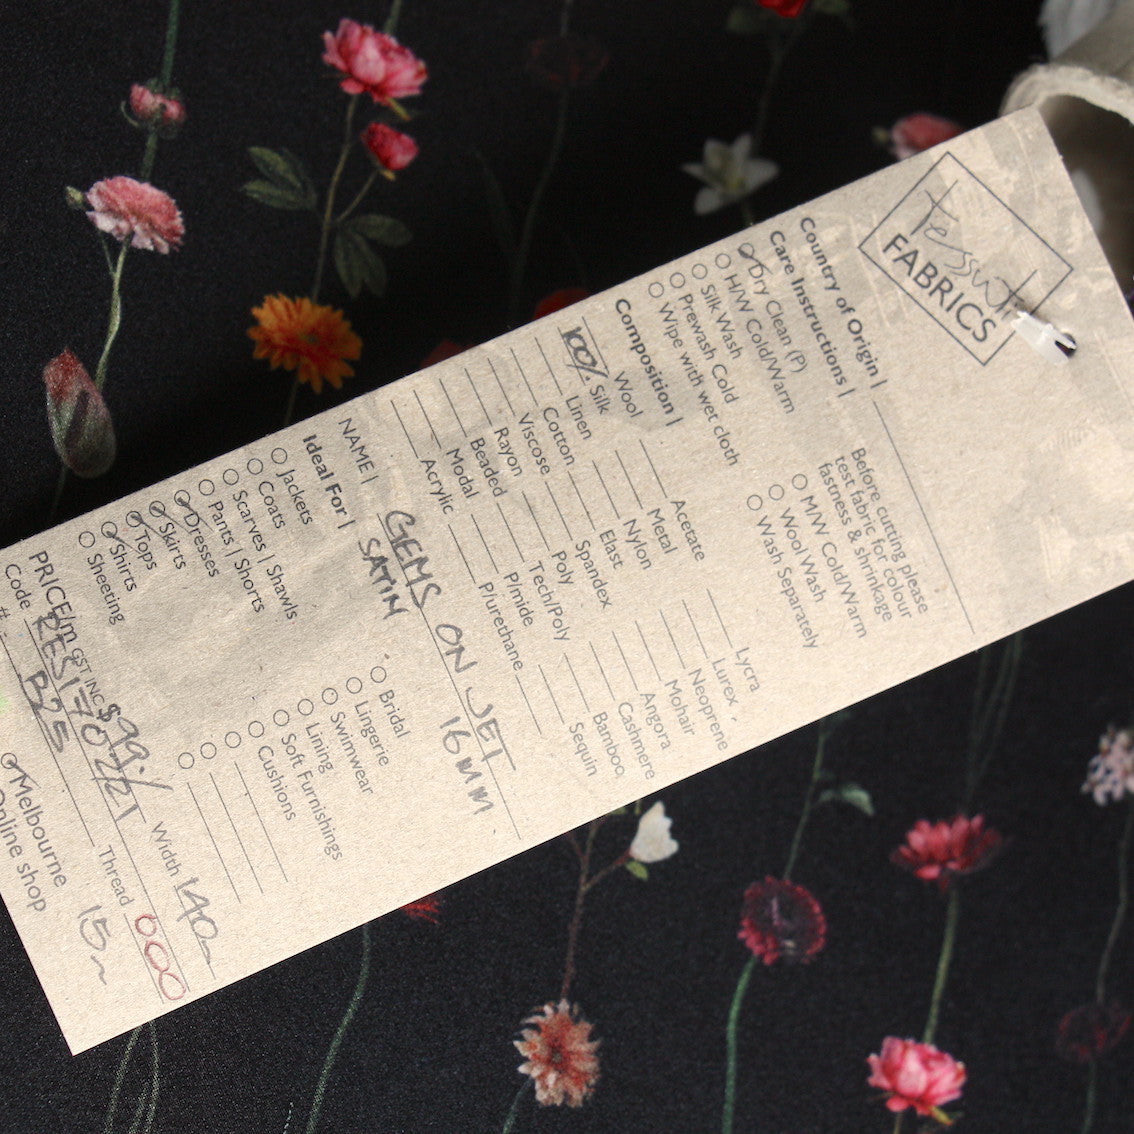 Tessuti
FABRICS
Country of Origin |
Care Instructions |
Dry Clean (P)
H/W Cold/Warm
Silk Wash
Prewash Cold
Wipe with wet cloth
Before cutting please
test fabric for colour
fastness & shrinkage
M/W Cold/Warm
Wool Wash
Wash Separately
Composition |
Wool
100% Silk
Linen
Cotton
Viscose
Rayon
Beaded
Modal
Acrylic
Acetate
Metal
Nylon
Elast
Spandex
Poly
Tech/Poly
P/mide
P/urethane
Lycra
Lurex
Neoprene
Mohair
Angora
Cashmere
Bamboo
Sequin
NAME | GEMS ON JET
SATIN 16MM
Ideal For |
Jackets
Coats
Scarves | Shawls
Pants | Shorts
Dresses
Skirts
Tops
Shirts
Sheeting
Bridal
Lingerie
Swimwear
Lining
Soft Furnishings
Cushions
PRICE/m GST INC $99./ Width 140
Code DES170221 Thread 000
# B25
Melbourne 15
Online shop